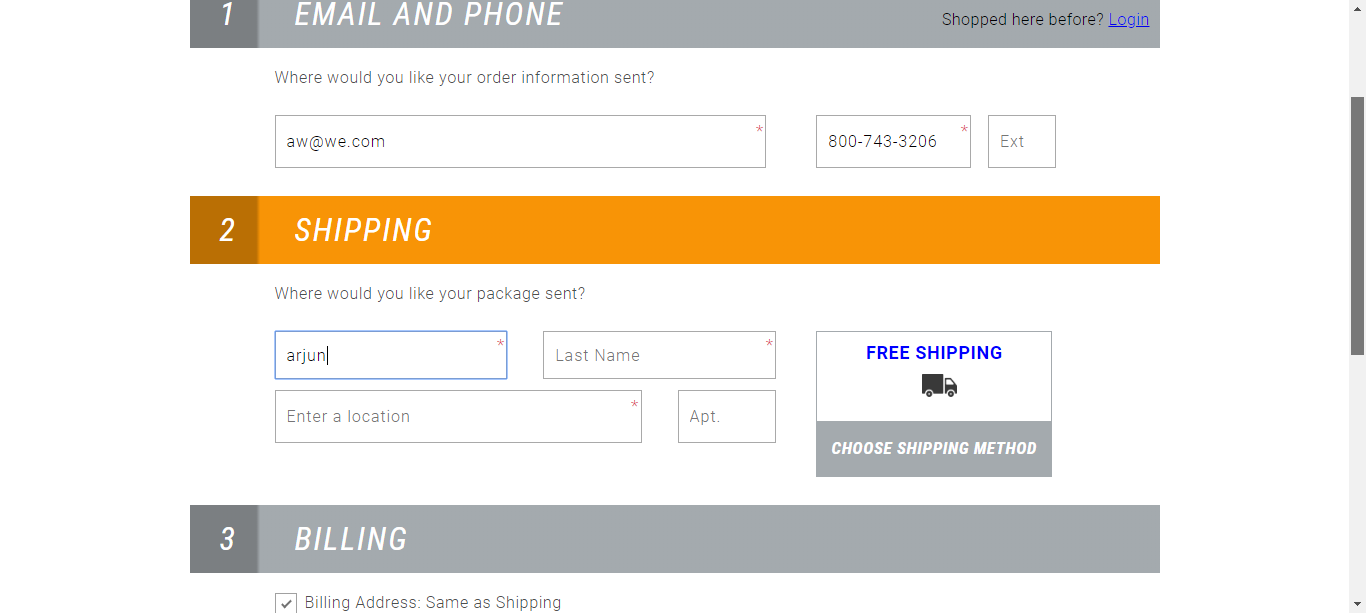 1 EMAIL AND PHONE Shopped here before? Login
Where would you like your order information sent?
aw@we.com * 800-743-3206 * Ext
2 SHIPPING
Where would you like your package sent?
arjun * Last Name * FREE SHIPPING
Enter a location * Apt.
CHOOSE SHIPPING METHOD
3 BILLING
Billing Address: Same as Shipping